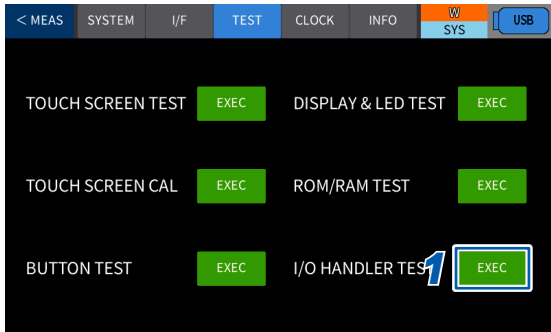 < MEAS SYSTEM I/F TEST CLOCK INFO W SYS USB
TOUCH SCREEN TEST EXEC DISPLAY & LED TEST EXEC
TOUCH SCREEN CAL EXEC ROM/RAM TEST EXEC
BUTTON TEST EXEC I/O HANDLER TES 1 EXEC